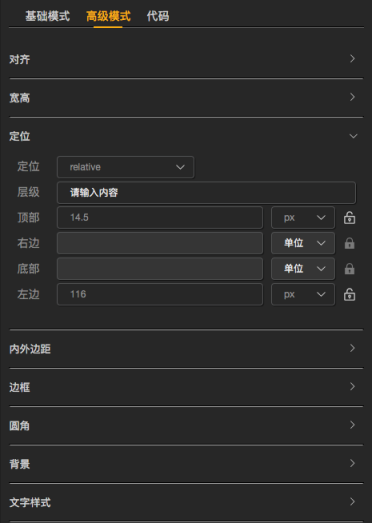 基础模式 高级模式 代码
对齐
宽高
定位
定位 relative
层级 请输入内容
顶部 14.5 px
右边 单位
底部 单位
左边 116 px
内外边距
边框
圆角
背景
文字样式